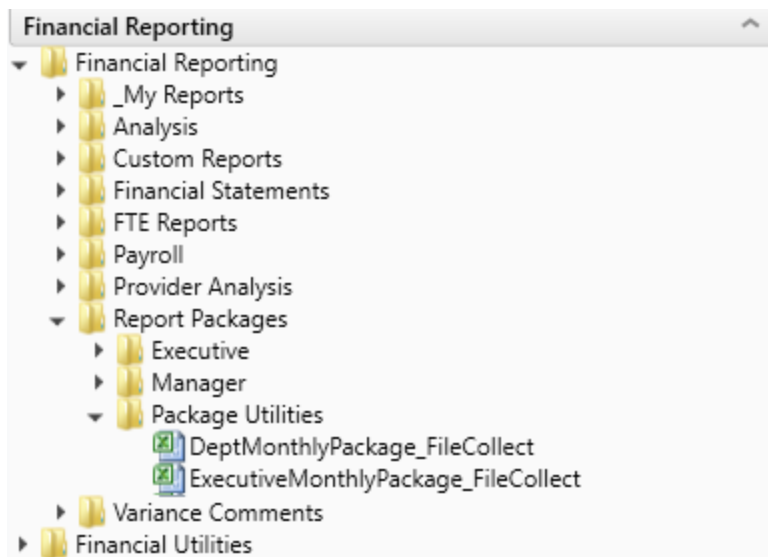 Financial Reporting
Financial Reporting
_My Reports
Analysis
Custom Reports
Financial Statements
FTE Reports
Payroll
Provider Analysis
Report Packages
Executive
Manager
Package Utilities
DeptMonthlyPackage_FileCollect
ExecutiveMonthlyPackage_FileCollect
Variance Comments
Financial Utilities